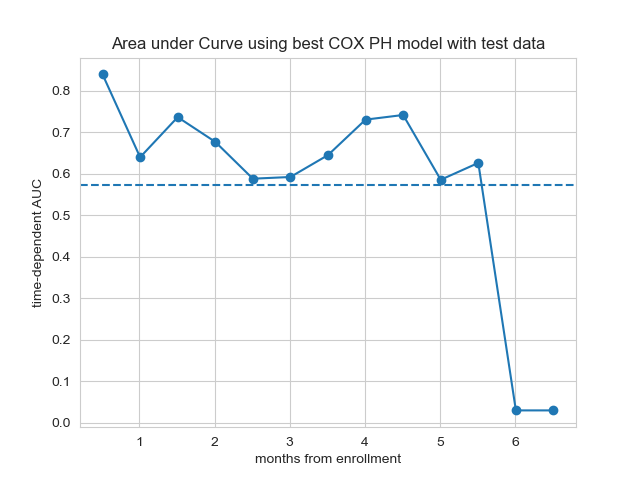 Area under Curve using best COX PH model with test data
time-dependent AUC
0.8
0.7
0.6
0.5
0.4
0.3
0.2
0.1
0.0
1 2 3 4 5 6
months from enrollment